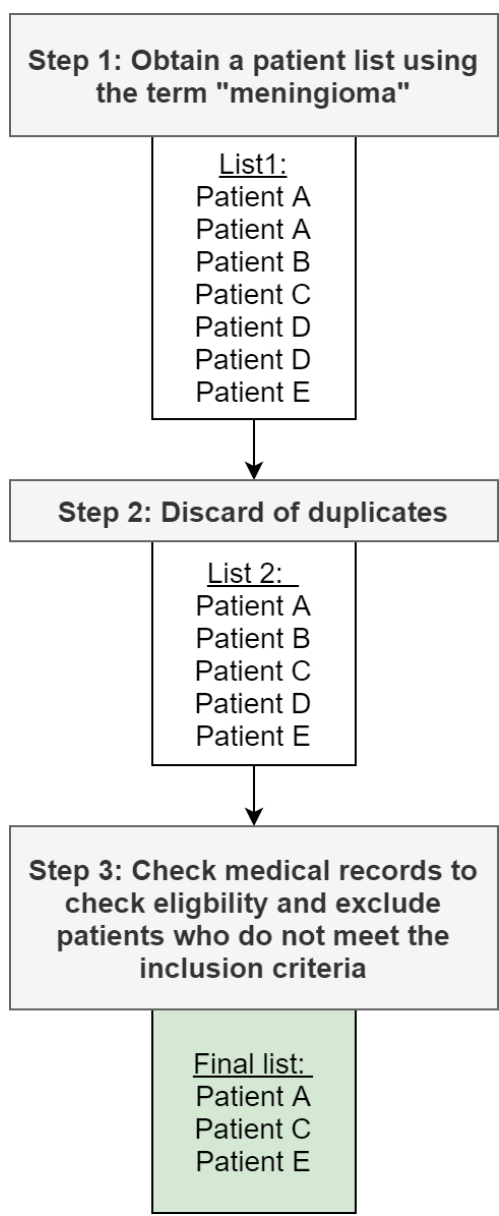 Step 1: Obtain a patient list using
the term "meningioma"
List1:
Patient A
Patient A
Patient B
Patient C
Patient D
Patient D
Patient E
Step 2: Discard of duplicates
List 2:
Patient A
Patient B
Patient C
Patient D
Patient E
Step 3: Check medical records to
check eligbility and exclude
patients who do not meet the
inclusion criteria
Final list:
Patient A
Patient C
Patient E